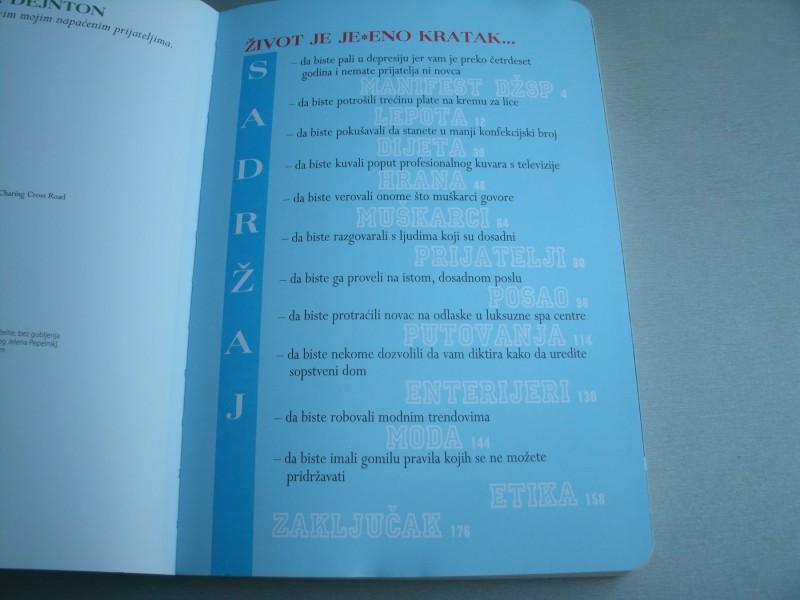 DEJNTON
vim mojim napaćenim prijateljima.
Charing Cross Road
bez gubljenja
Jelena Pepelnik]
ŽIVOT JE JE*ENO KRATAK...
SADRŽAJ
– da biste pali u depresiju jer vam je preko četrdeset
godina i nemate prijatelja ni novca
MANIFEST DŽSP 4
– da biste potrošili trećinu plate na kremu za lice
LEPOTA 12
– da biste pokušavali da stanete u manji konfekcijski broj
DIJETA
– da biste kuvali poput profesionalnog kuvara s televizije
HRANA
– da biste verovali onome što muškarci govore
MUŠKARCI 64
– da biste razgovarali s ljudima koji su dosadni
PRIJATELJI
– da biste ga proveli na istom, dosadnom poslu
POSAO 96
– da biste protraćili novac na odlaske u luksuzne spa centre
PUTOVANJA 114
– da biste nekome dozvolili da vam diktira kako da uredite
sopstveni dom
ENTERIJERI 130
– da biste robovali modnim trendovima
MODA 144
– da biste imali gomilu pravila kojih se ne možete
pridržavati
ETIKA 158
ZAKLJUČAK 176